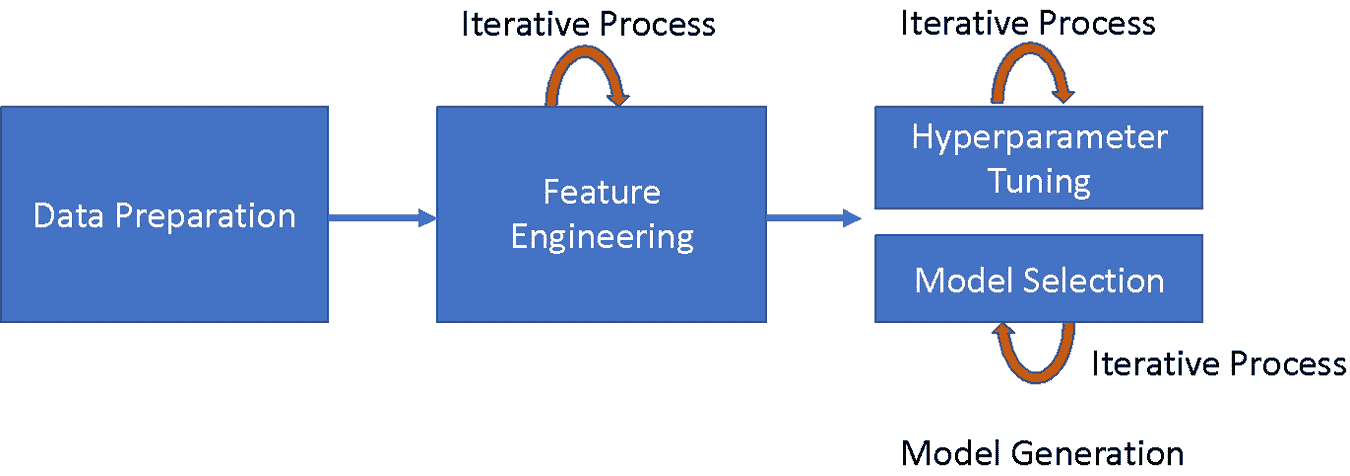 Iterative Process
Iterative Process
Data Preparation
Feature
Engineering
Hyperparameter
Tuning
Model Selection
Iterative Process
Model Generation